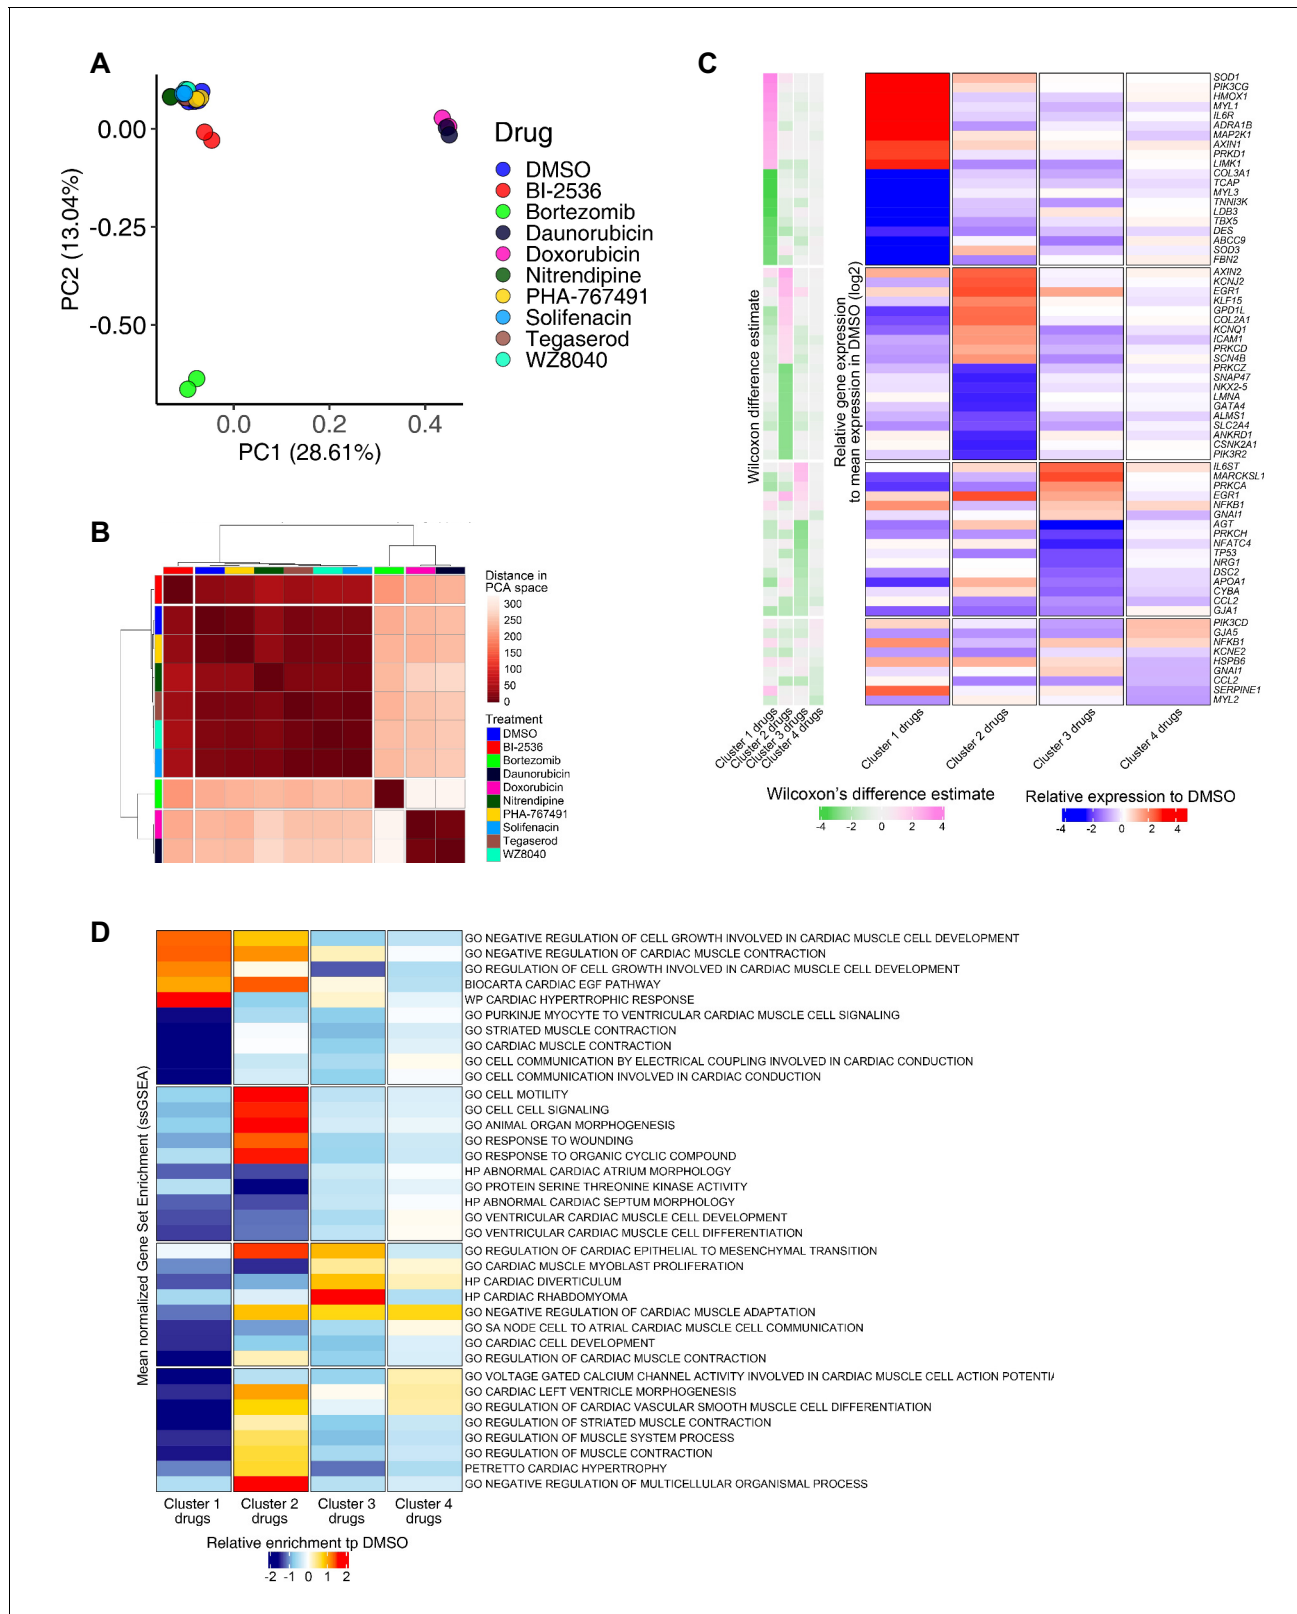 A
0.00
-0.25
-0.50
PC2 (13.04%)
0.0
0.2
0.4
PC1 (28.61%)
Drug
DMSO
BI-2536
Bortezomib
Daunorubicin
Doxorubicin
Nitrendipine
PHA-767491
Solifenacin
Tegaserod
WZ8040
B
Distance in
PCA space
300
250
200
150
100
50
0
Treatment
DMSO
BI-2536
Bortezomib
Daunorubicin
Doxorubicin
Nitrendipine
PHA-767491
Solifenacin
Tegaserod
WZ8040
C
Wilcoxon difference estimate
Relative gene expression
to mean expression in DMSO (log2)
SOD1
PIK3CG
HMOX1
MYL1
IL6R
ADRA1B
MAP2K1
AXIN1
PRKD1
LIMK1
COL3A1
TCAP
MYL3
TNNI3K
LDB3
TBX5
DES
ABCC9
SOD3
FBN2
AXIN2
KCNJ2
EGR1
KLF15
GPD1L
COL2A1
KCNQ1
ICAM1
PRKCD
SCN4B
PRKCZ
SNAP47
NKX2-5
LMNA
GATA4
ALMS1
SLC2A4
ANKRD1
CSNK2A1
PIK3R2
IL6ST
MARCKSL1
PRKCA
EGR1
NFKB1
GNAI1
AGT
PRKCH
NFATC4
TP53
NRG1
DSC2
APOA1
CYBA
CCL2
GJA1
PIK3CD
GJA5
NFKB1
KCNE2
HSPB6
GNAI1
CCL2
SERPINE1
MYL2
Cluster 1 drugs
Cluster 2 drugs
Cluster 3 drugs
Cluster 4 drugs
Cluster 1 drugs
Cluster 2 drugs
Cluster 3 drugs
Cluster 4 drugs
Wilcoxon's difference estimate
-4 -2 0 2 4
Relative expression to DMSO
-4 -2 0 2 4
D
Mean normalized Gene Set Enrichment (ssGSEA)
GO NEGATIVE REGULATION OF CELL GROWTH INVOLVED IN CARDIAC MUSCLE CELL DEVELOPMENT
GO NEGATIVE REGULATION OF CARDIAC MUSCLE CONTRACTION
GO REGULATION OF CELL GROWTH INVOLVED IN CARDIAC MUSCLE CELL DEVELOPMENT
BIOCARTA CARDIAC EGF PATHWAY
WP CARDIAC HYPERTROPHIC RESPONSE
GO PURKINJE MYOCYTE TO VENTRICULAR CARDIAC MUSCLE CELL SIGNALING
GO STRIATED MUSCLE CONTRACTION
GO CARDIAC MUSCLE CONTRACTION
GO CELL COMMUNICATION BY ELECTRICAL COUPLING INVOLVED IN CARDIAC CONDUCTION
GO CELL COMMUNICATION INVOLVED IN CARDIAC CONDUCTION
GO CELL MOTILITY
GO CELL CELL SIGNALING
GO ANIMAL ORGAN MORPHOGENESIS
GO RESPONSE TO WOUNDING
GO RESPONSE TO ORGANIC CYCLIC COMPOUND
HP ABNORMAL CARDIAC ATRIUM MORPHOLOGY
GO PROTEIN SERINE THREONINE KINASE ACTIVITY
HP ABNORMAL CARDIAC SEPTUM MORPHOLOGY
GO VENTRICULAR CARDIAC MUSCLE CELL DEVELOPMENT
GO VENTRICULAR CARDIAC MUSCLE CELL DIFFERENTIATION
GO REGULATION OF CARDIAC EPITHELIAL TO MESENCHYMAL TRANSITION
GO CARDIAC MUSCLE MYOBLAST PROLIFERATION
HP CARDIAC DIVERTICULUM
HP CARDIAC RHABDOMYOMA
GO NEGATIVE REGULATION OF CARDIAC MUSCLE ADAPTATION
GO SA NODE CELL TO ATRIAL CARDIAC MUSCLE CELL COMMUNICATION
GO CARDIAC CELL DEVELOPMENT
GO REGULATION OF CARDIAC MUSCLE CONTRACTION
GO VOLTAGE GATED CALCIUM CHANNEL ACTIVITY INVOLVED IN CARDIAC MUSCLE CELL ACTION POTENTIA
GO CARDIAC LEFT VENTRICLE MORPHOGENESIS
GO REGULATION OF CARDIAC VASCULAR SMOOTH MUSCLE CELL DIFFERENTIATION
GO REGULATION OF STRIATED MUSCLE CONTRACTION
GO REGULATION OF MUSCLE SYSTEM PROCESS
GO REGULATION OF MUSCLE CONTRACTION
PETRETTO CARDIAC HYPERTROPHY
GO NEGATIVE REGULATION OF MULTICELLULAR ORGANISMAL PROCESS
Cluster 1 drugs
Cluster 2 drugs
Cluster 3 drugs
Cluster 4 drugs
Relative enrichment tp DMSO
-2 -1 0 1 2